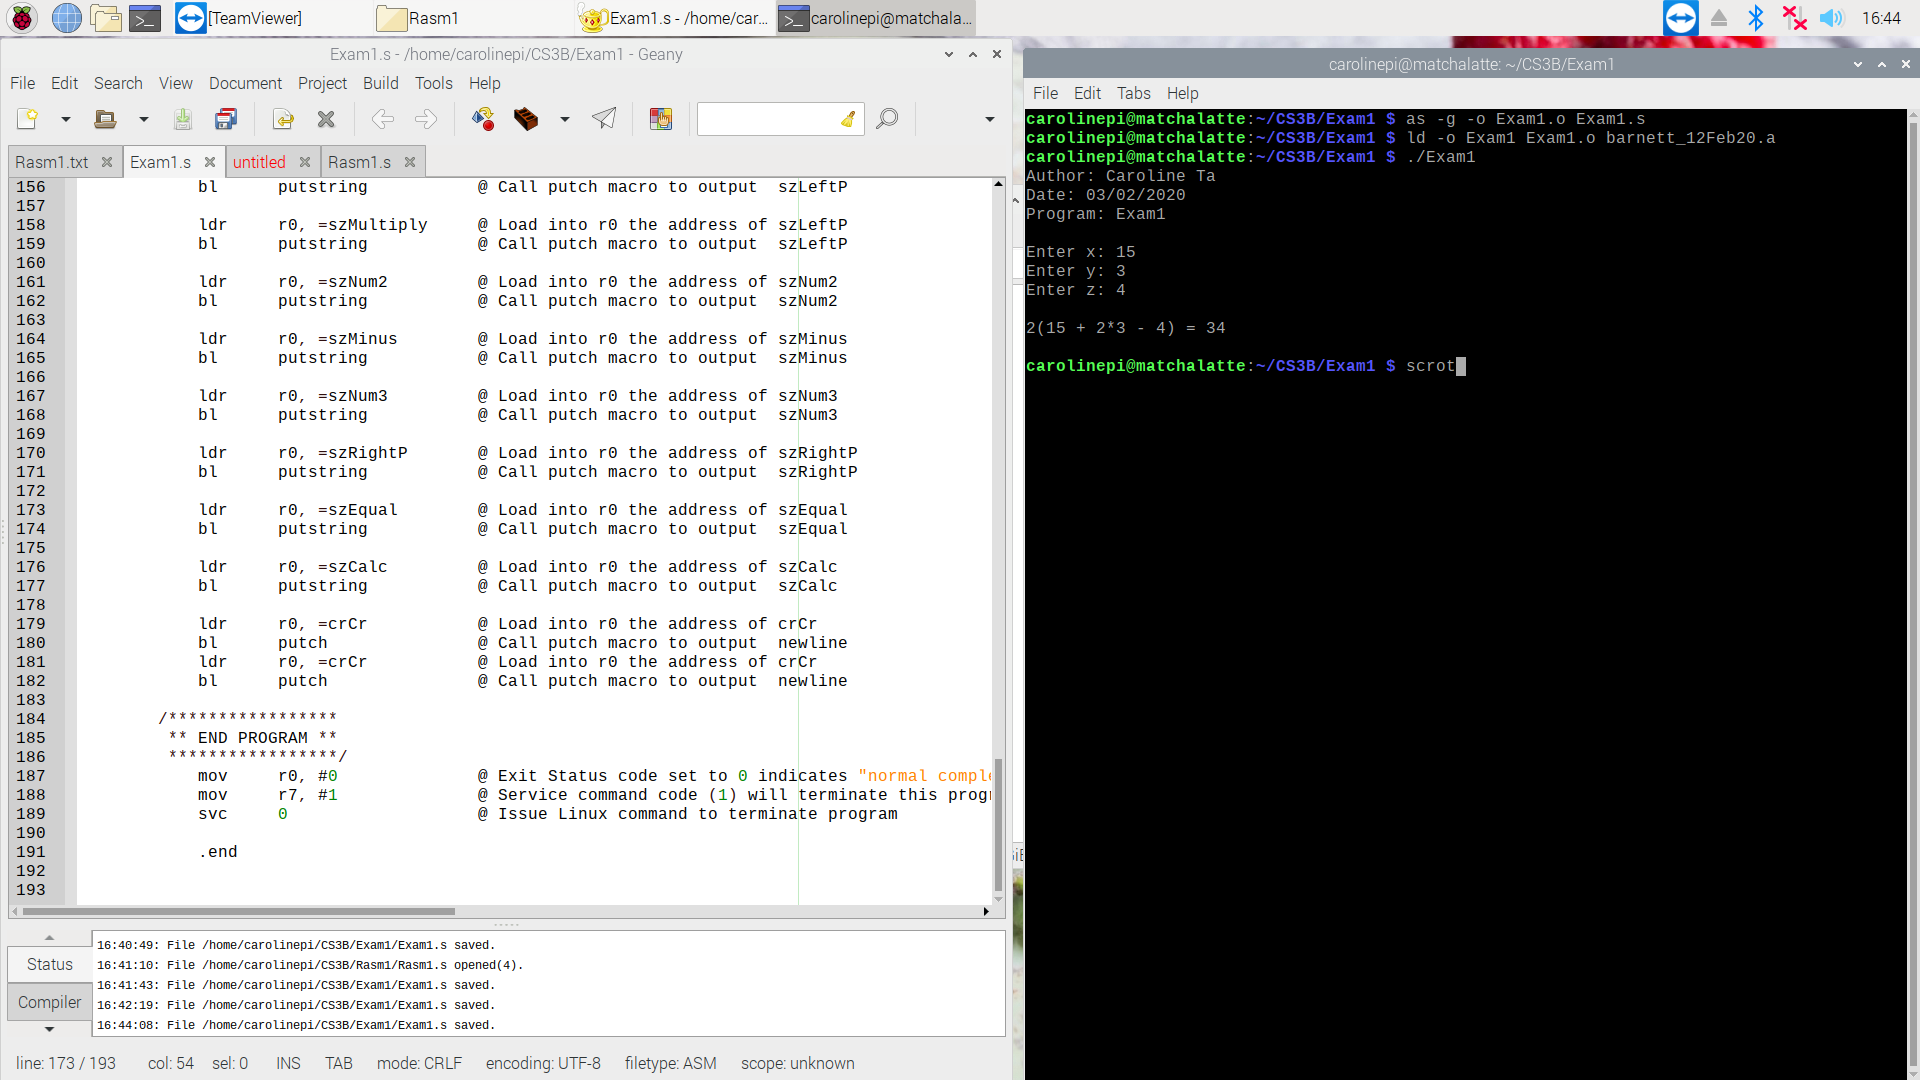 [TeamViewer]
Rasm1
Exam1.s - /home/car...
carolinepi@matchala...
16:44
Exam1.s - /home/carolinepi/CS3B/Exam1 - Geany
File Edit Search View Document Project Build Tools Help
Rasm1.txt
Exam1.s
untitled
Rasm1.s
156 bl putstring @ Call putch macro to output szLeftP
157
158 ldr r0, =szMultiply @ Load into r0 the address of szLeftP
159 bl putstring @ Call putch macro to output szLeftP
160
161 ldr r0, =szNum2 @ Load into r0 the address of szNum2
162 bl putstring @ Call putch macro to output szNum2
163
164 ldr r0, =szMinus @ Load into r0 the address of szMinus
165 bl putstring @ Call putch macro to output szMinus
166
167 ldr r0, =szNum3 @ Load into r0 the address of szNum3
168 bl putstring @ Call putch macro to output szNum3
169
170 ldr r0, =szRightP @ Load into r0 the address of szRightP
171 bl putstring @ Call putch macro to output szRightP
172
173 ldr r0, =szEqual @ Load into r0 the address of szEqual
174 bl putstring @ Call putch macro to output szEqual
175
176 ldr r0, =szCalc @ Load into r0 the address of szCalc
177 bl putstring @ Call putch macro to output szCalc
178
179 ldr r0, =crCr @ Load into r0 the address of crCr
180 bl putch @ Call putch macro to output newline
181 ldr r0, =crCr @ Load into r0 the address of crCr
182 bl putch @ Call putch macro to output newline
183
184 /*****************
185 ** END PROGRAM **
186 *****************/
187 mov r0, #0 @ Exit Status code set to 0 indicates "normal comple
188 mov r7, #1 @ Service command code (1) will terminate this progr
189 svc 0 @ Issue Linux command to terminate program
190
191 .end
192
193
Status
Compiler
16:40:49: File /home/carolinepi/CS3B/Exam1/Exam1.s saved.
16:41:10: File /home/carolinepi/CS3B/Rasm1/Rasm1.s opened(4).
16:41:43: File /home/carolinepi/CS3B/Exam1/Exam1.s saved.
16:42:19: File /home/carolinepi/CS3B/Exam1/Exam1.s saved.
16:44:08: File /home/carolinepi/CS3B/Exam1/Exam1.s saved.
line: 173 / 193 col: 54 sel: 0 INS TAB mode: CRLF encoding: UTF-8 filetype: ASM scope: unknown
carolinepi@matchalatte: ~/CS3B/Exam1
File Edit Tabs Help
carolinepi@matchalatte:~/CS3B/Exam1 $ as -g -o Exam1.o Exam1.s
carolinepi@matchalatte:~/CS3B/Exam1 $ ld -o Exam1 Exam1.o barnett_12Feb20.a
carolinepi@matchalatte:~/CS3B/Exam1 $ ./Exam1
Author: Caroline Ta
Date: 03/02/2020
Program: Exam1
Enter x: 15
Enter y: 3
Enter z: 4
2(15 + 2*3 - 4) = 34
carolinepi@matchalatte:~/CS3B/Exam1 $ scrot